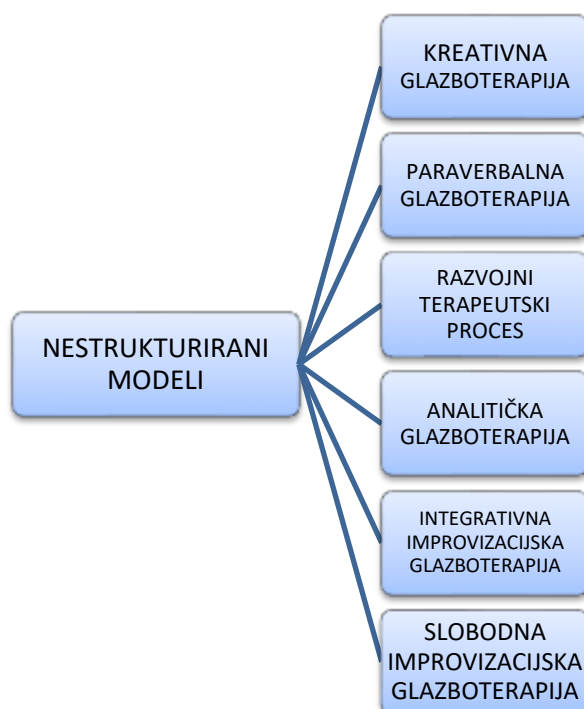 KREATIVNA
GLAZBOTERAPIJA
PARAVERBALNA
GLAZBOTERAPIJA
RAZVOJNI
TERAPEUTSKI
PROCES
NESTRUKTURIRANI
MODELI
ANALITIČKA
GLAZBOTERAPIJA
INTEGRATIVNA
IMPROVIZACIJSKA
GLAZBOTERAPIJA
SLOBODNA
IMPROVIZACIJSKA
GLAZBOTERAPIJA